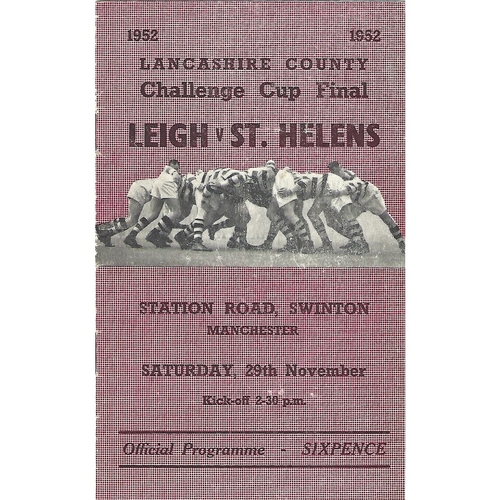 1952 1952
LANCASHIRE COUNTY
Challenge Cup Final
LEIGH V ST. HELENS
STATION ROAD, SWINTON
MANCHESTER
SATURDAY, 29th November
Kick-off 2-30 p.m.
Official Programme - SIXPENCE